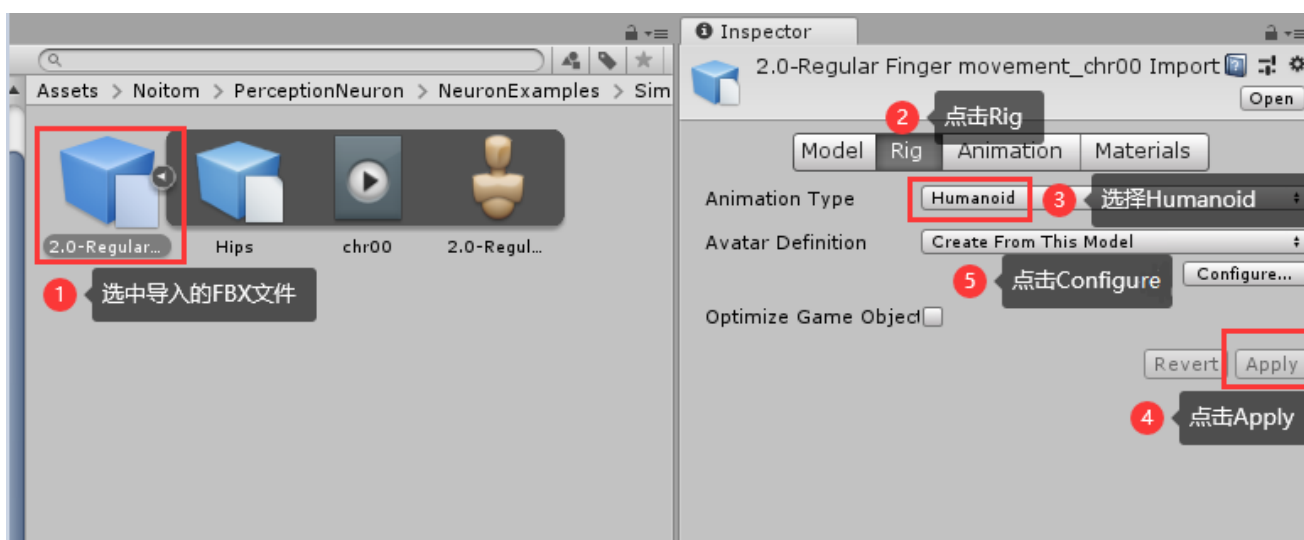 Inspector
2.0-Regular Finger movement_chr00 Import
Open
Assets > Noitom > PerceptionNeuron > NeuronExamples > Sim
2 点击Rig
Model Rig Animation Materials
Animation Type Humanoid 3 选择Humanoid
2.0-Regular... Hips chr00 2.0-Regul...
Avatar Definition Create From This Model
1 选中导入的FBX文件
5 点击Configure Configure...
Optimize Game Object
Revert Apply
4 点击Apply